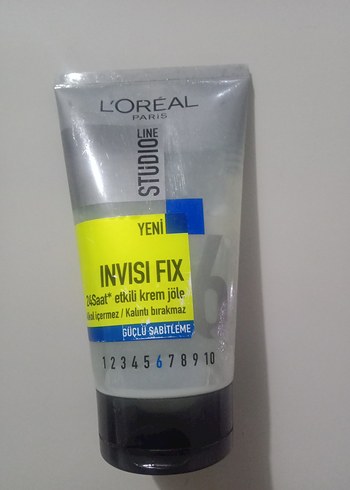 L'ORÉAL
PARIS
STUDIO LINE
YENİ
6
INVISI FIX
24Saat* etkili krem jöle
Alkol içermez / Kalıntı bırakmaz
GÜÇLÜ SABİTLEME
1 2 3 4 5 6 7 8 9 10